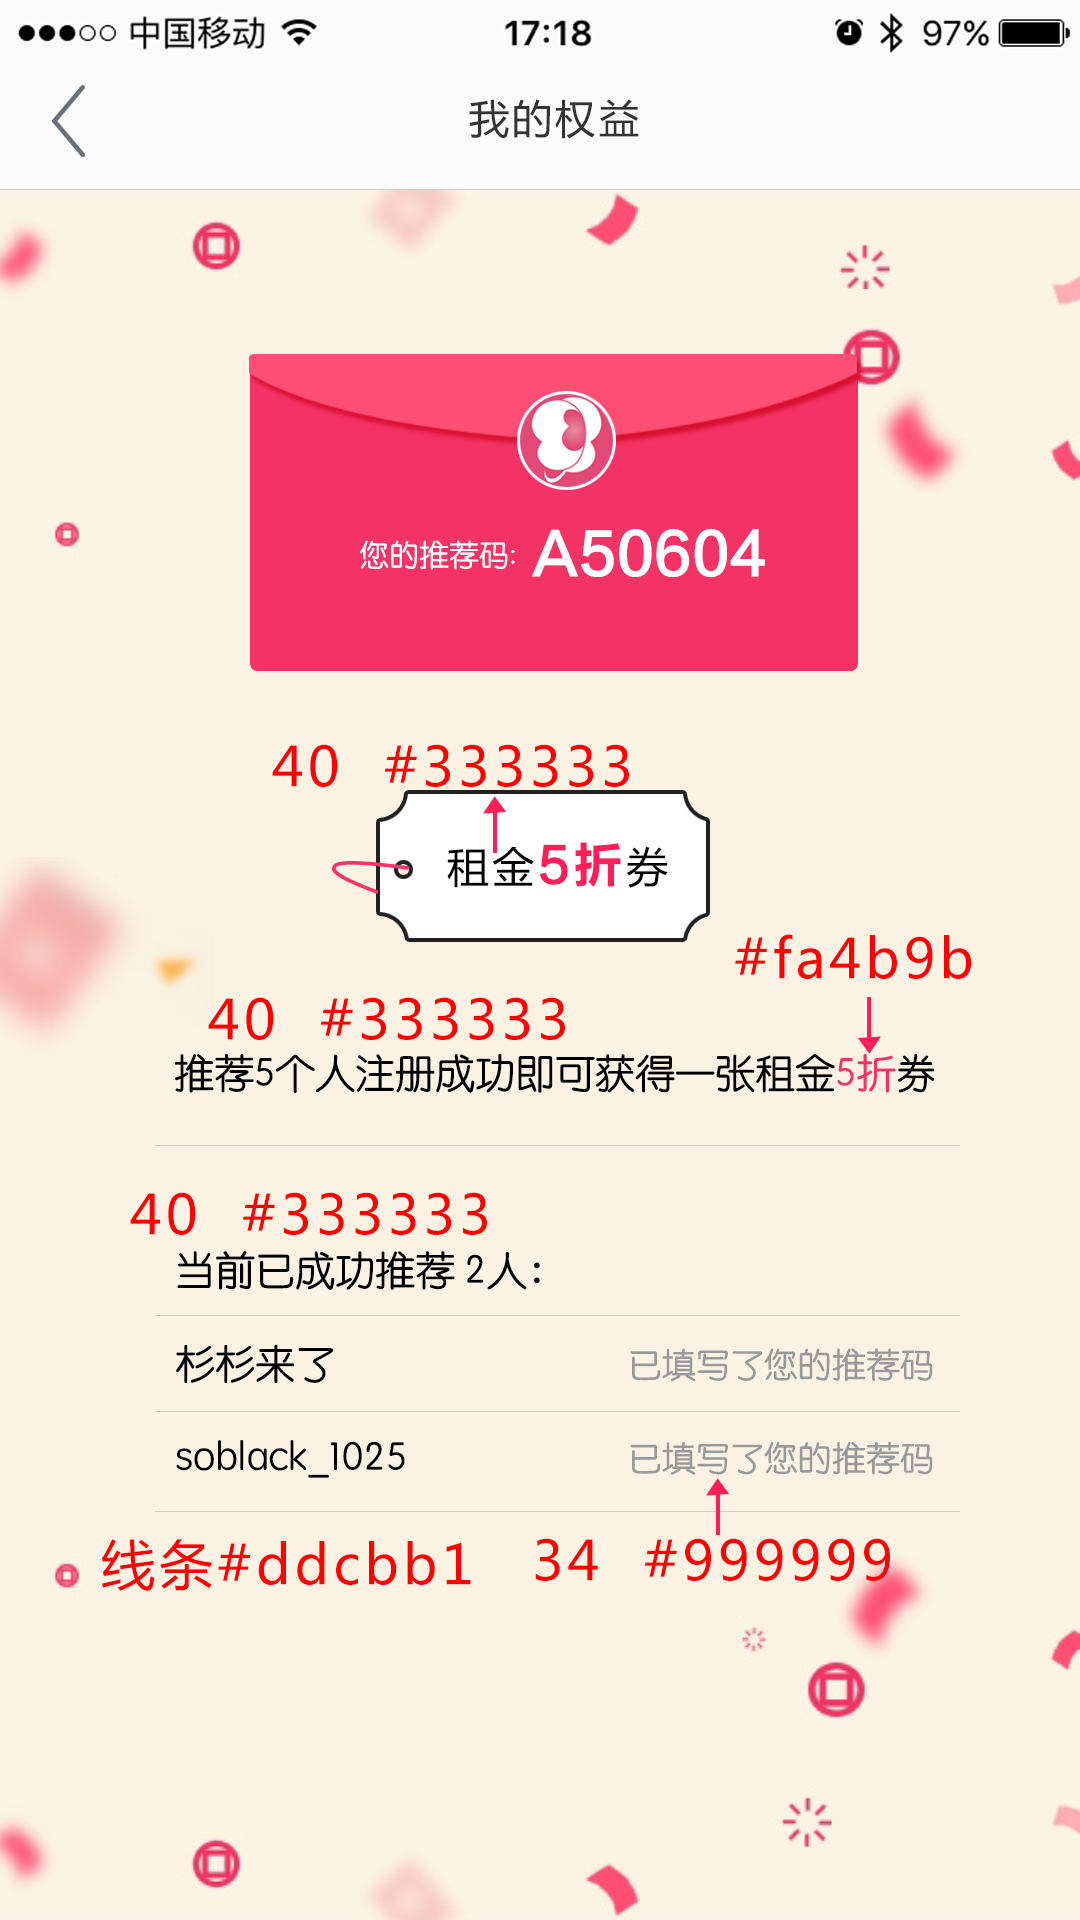 中国移动 17:18 97%
我的权益
您的推荐码: A50604
40 #333333
租金5折券
#fa4b9b
40 #333333
推荐5个人注册成功即可获得一张租金5折券
40 #333333
当前已成功推荐 2人:
杉杉来了 已填写了您的推荐码
soblack_1025 已填写了您的推荐码
线条#ddcbb1 34 #999999